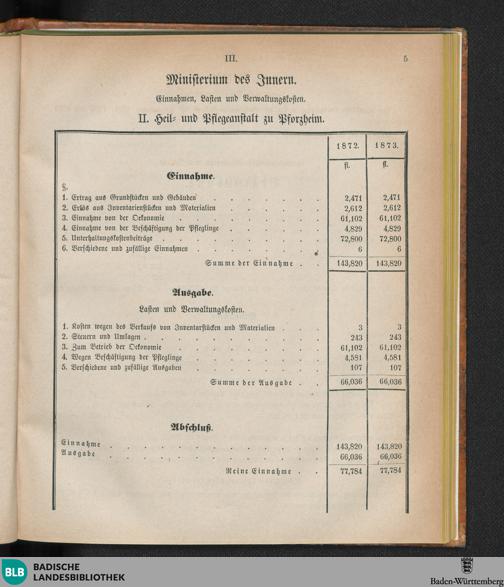 III.
5
Ministerium des Innern.
Einnahmen, Lasten und Verwaltungskosten.
II. Heil- und Pflegeanstalt zu Pforzheim.
1872. 1873.
fl. fl.
Einnahme.
§.
1. Ertrag aus Grundstücken und Gebäuden . . . . . . . 2,471 2,471
2. Erlös aus Inventarienstücken und Materialien . . . . . . 2,612 2,612
3. Einnahme von der Oekonomie . . . . . . . . 61,102 61,102
4. Einnahme von der Beschäftigung der Pfleglinge . . . . . . 4,829 4,829
5. Unterhaltungskostenbeiträge . . . . . . . . . 72,800 72,800
6. Verschiedene und zufällige Einnahmen . . . . . . . 6 6
Summe der Einnahme . . 143,820 143,820
Ausgabe.
Lasten und Verwaltungskosten.
1. Kosten wegen des Verkaufs von Inventarstücken und Materialien . . . 3 3
2. Steuern und Umlagen . . . . . . . . . . 243 243
3. Zum Betrieb der Oekonomie . . . . . . . . 61,102 61,102
4. Wegen Beschäftigung der Pfleglinge . . . . . . . 4,581 4,581
5. Verschiedene und zufällige Ausgaben . . . . . . . 107 107
Summe der Ausgabe . . 66,036 66,036
Abschluß.
Einnahme . . . . . . . . . . . . 143,820 143,820
Ausgabe . . . . . . . . . . . . 66,036 66,036
Reine Einnahme . . 77,784 77,784
BLB BADISCHE
LANDESBIBLIOTHEK
Baden-Württemberg